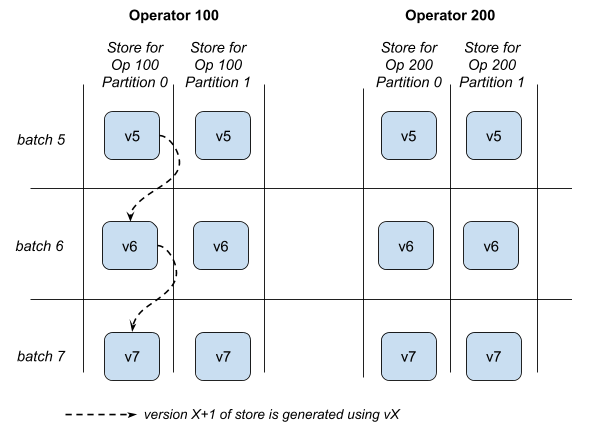 Operator 100
Operator 200
Store for
Op 100
Partition 0
Store for
Op 100
Partition 1
Store for
Op 200
Partition 0
Store for
Op 200
Partition 1
batch 5
v5
v5
v5
v5
batch 6
v6
v6
v6
v6
batch 7
v7
v7
v7
v7
version X+1 of store is generated using vX